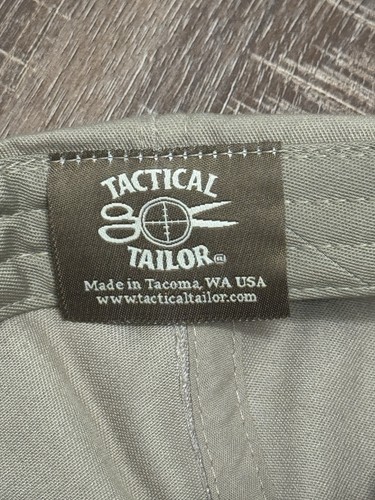 TACTICAL
TAILOR®
Made in Tacoma, WA USA
www.tacticaltailor.com